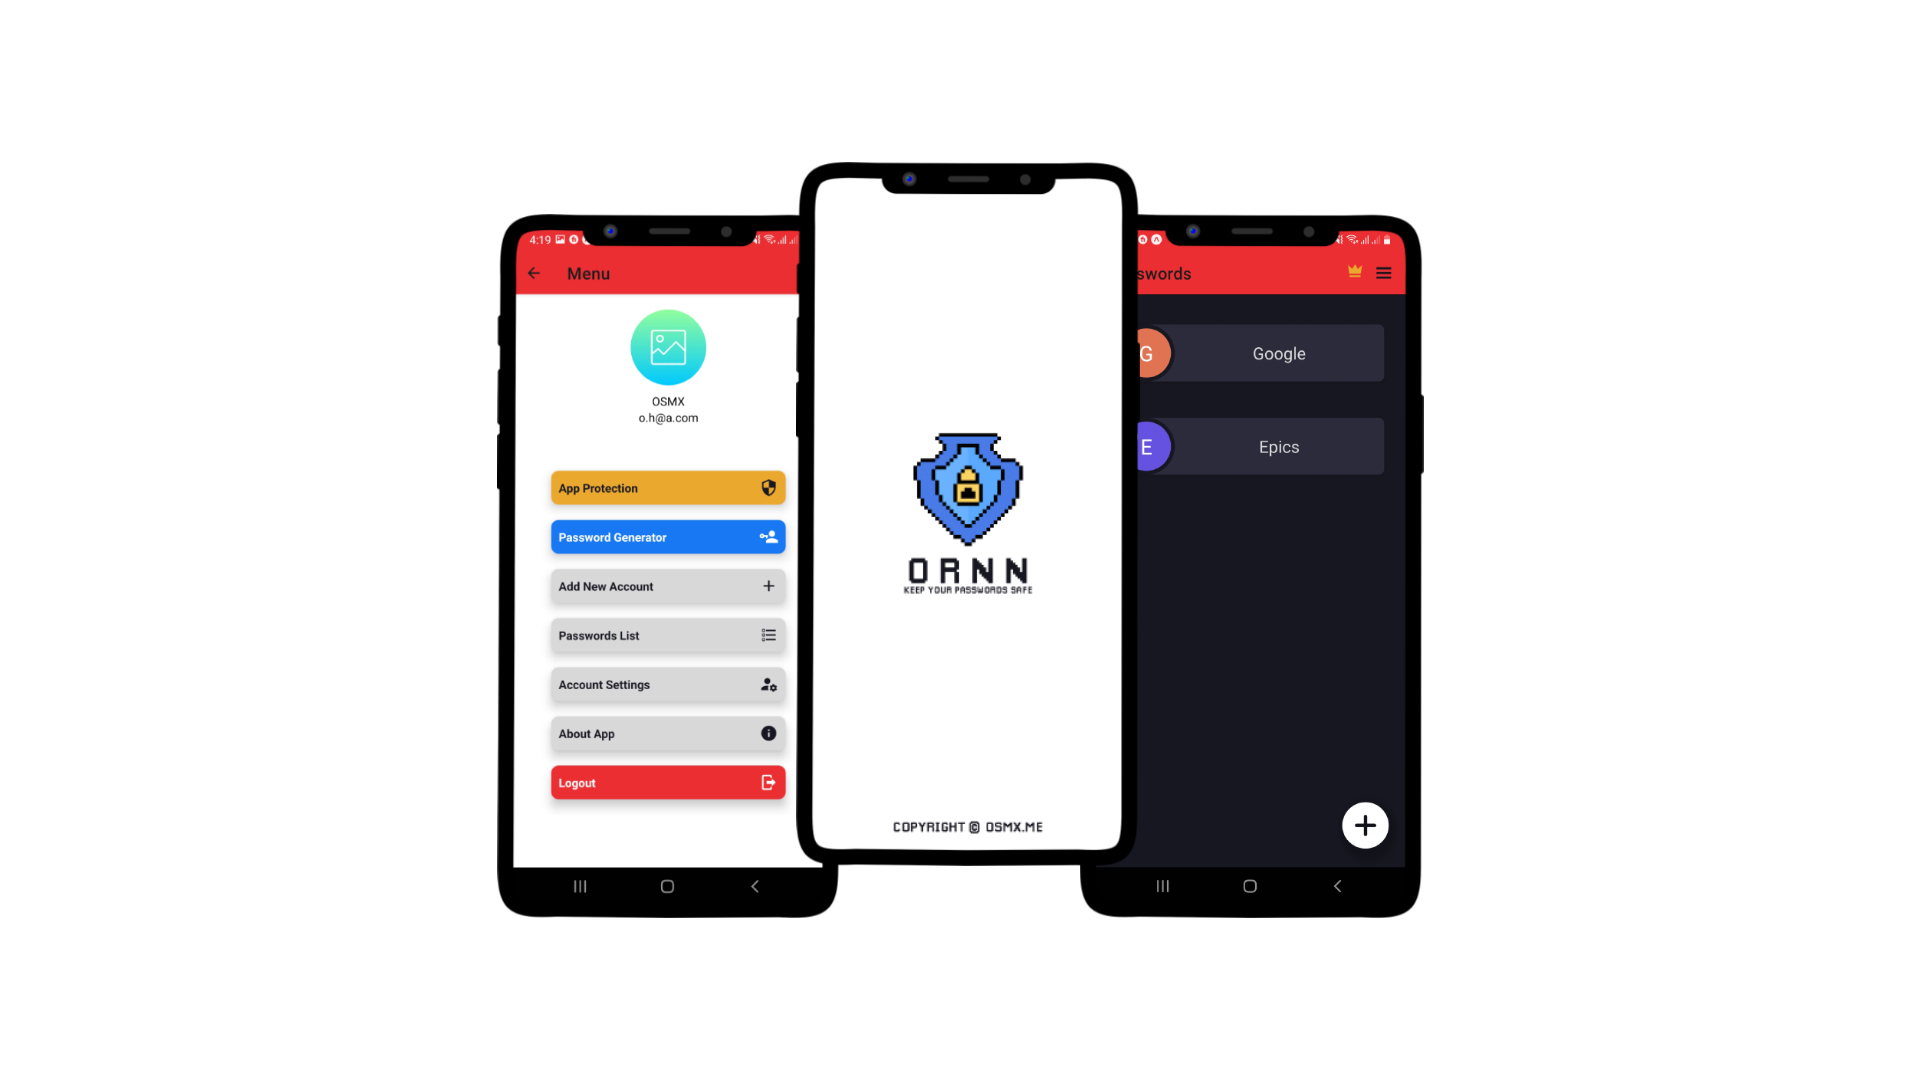 4:19
Menu
OSMX
o.h@a.com
App Protection
Password Generator
Add New Account
Passwords List
Account Settings
About App
Logout
ORNN
KEEP YOUR PASSWORDS SAFE
COPYRIGHT © OSMX.ME
swords
G
Google
E
Epics